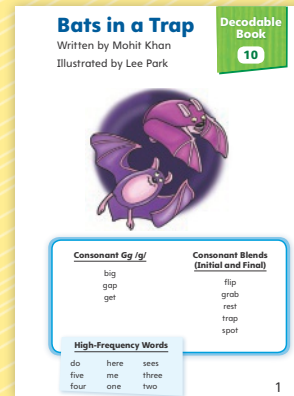 Bats in a Trap
Written by Mohit Khan
Illustrated by Lee Park
Decodable
Book
10
Consonant Gg /g/
big
gap
get
Consonant Blends
(Initial and Final)
flip
grab
rest
trap
spot
High-Frequency Words
do here sees
five me three
four one two
1